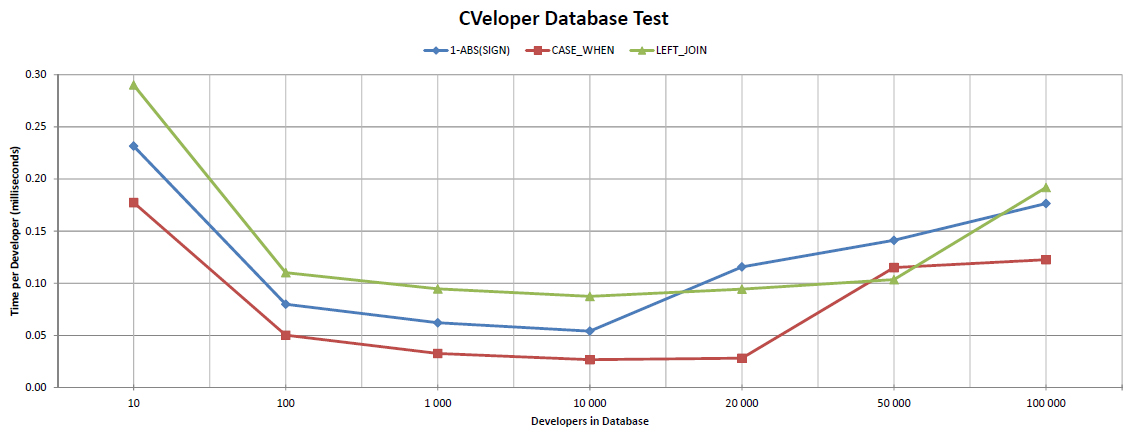 CVeloper Database Test
1-ABS(SIGN) CASE_WHEN LEFT_JOIN
0.30
0.25
0.20
0.15
0.10
0.05
0.00
Time per Developer (milliseconds)
10 100 1 000 10 000 20 000 50 000 100 000
Developers in Database